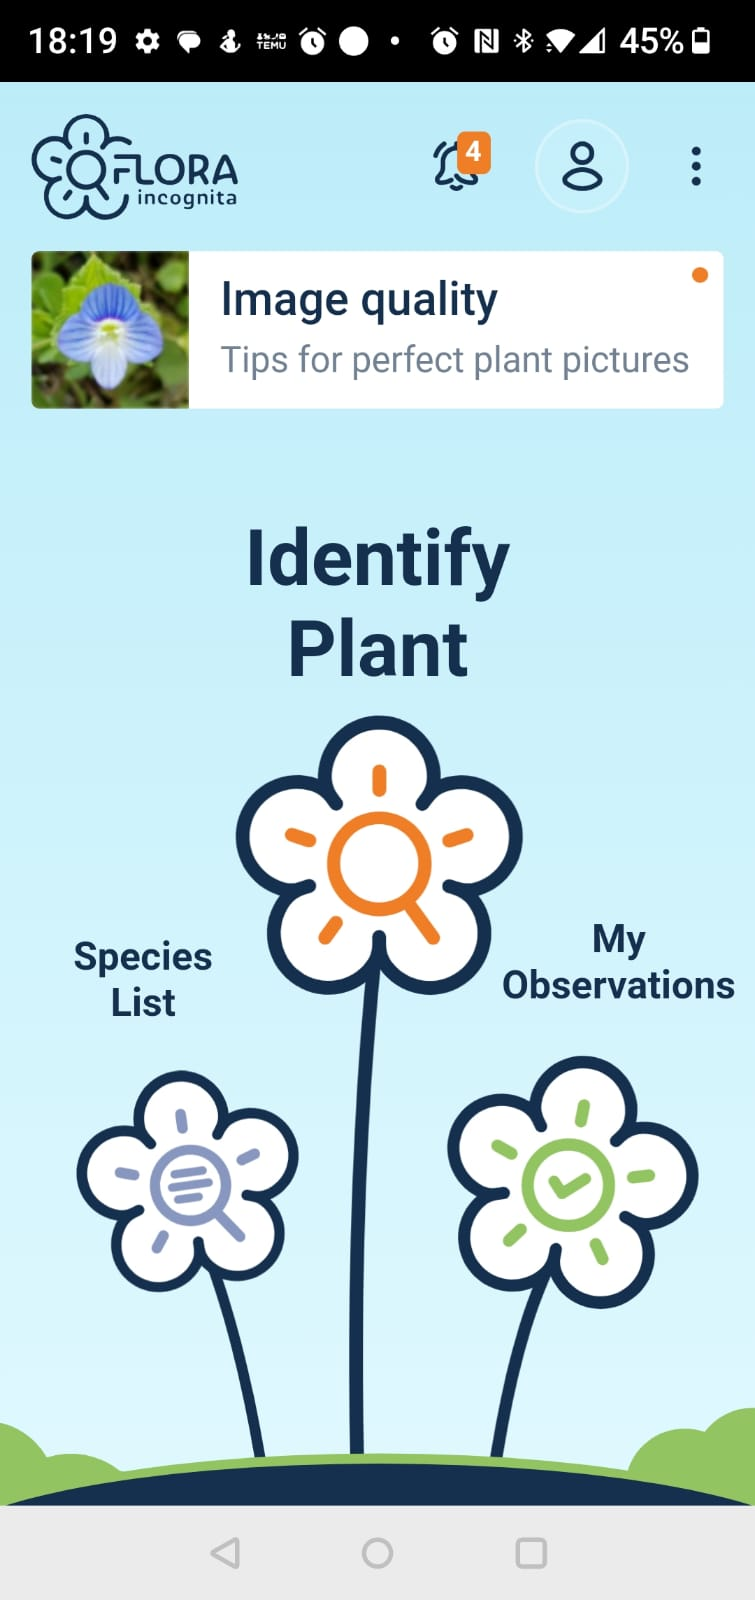 18:19
TEMU
45%
FLORA
incognita
4
Image quality
Tips for perfect plant pictures
Identify
Plant
Species
List
My
Observations